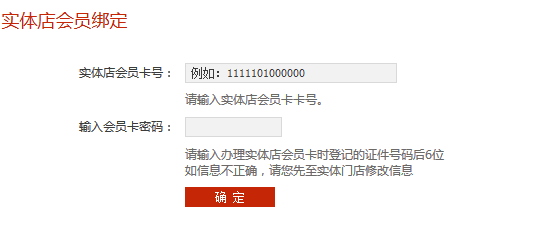 实体店会员绑定
实体店会员卡号： 例如：1111101000000
请输入实体店会员卡卡号。
输入会员卡密码：
请输入办理实体店会员卡时登记的证件号码后6位
如信息不正确，请您先至实体门店修改信息
确 定